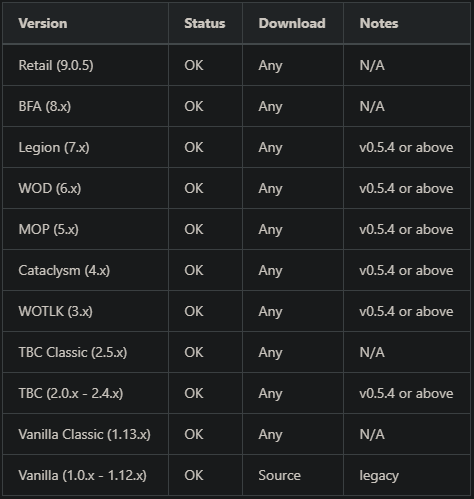 Version Status Download Notes
Retail (9.0.5) OK Any N/A
BFA (8.x) OK Any N/A
Legion (7.x) OK Any v0.5.4 or above
WOD (6.x) OK Any v0.5.4 or above
MOP (5.x) OK Any v0.5.4 or above
Cataclysm (4.x) OK Any v0.5.4 or above
WOTLK (3.x) OK Any v0.5.4 or above
TBC Classic (2.5.x) OK Any N/A
TBC (2.0.x - 2.4.x) OK Any v0.5.4 or above
Vanilla Classic (1.13.x) OK Any N/A
Vanilla (1.0.x - 1.12.x) OK Source legacy